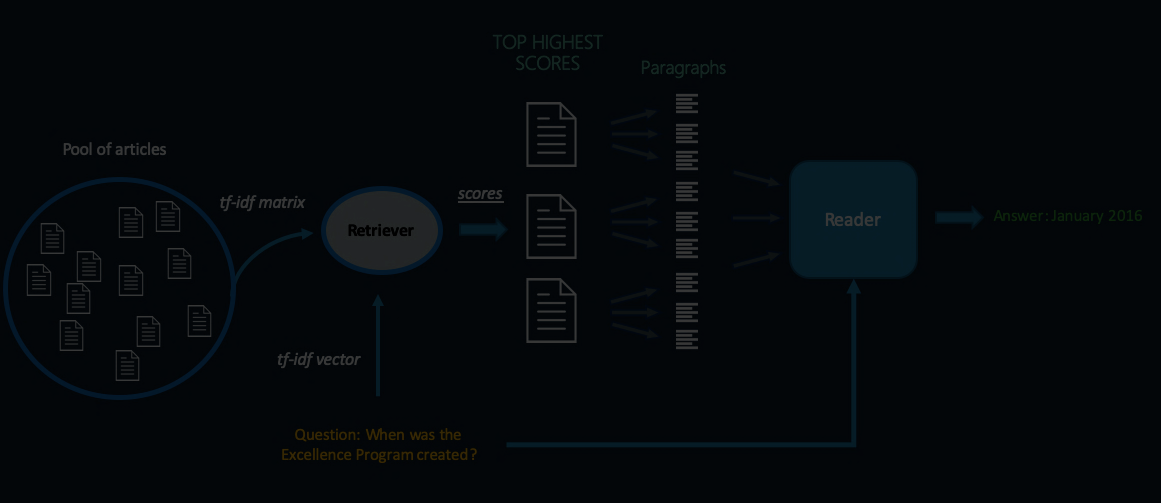 TOP HIGHEST
SCORES
Paragraphs
Pool of articles
tf-idf matrix
scores
Retriever
Reader
Answer: January 2016
tf-idf vector
Question: When was the
Excellence Program created?